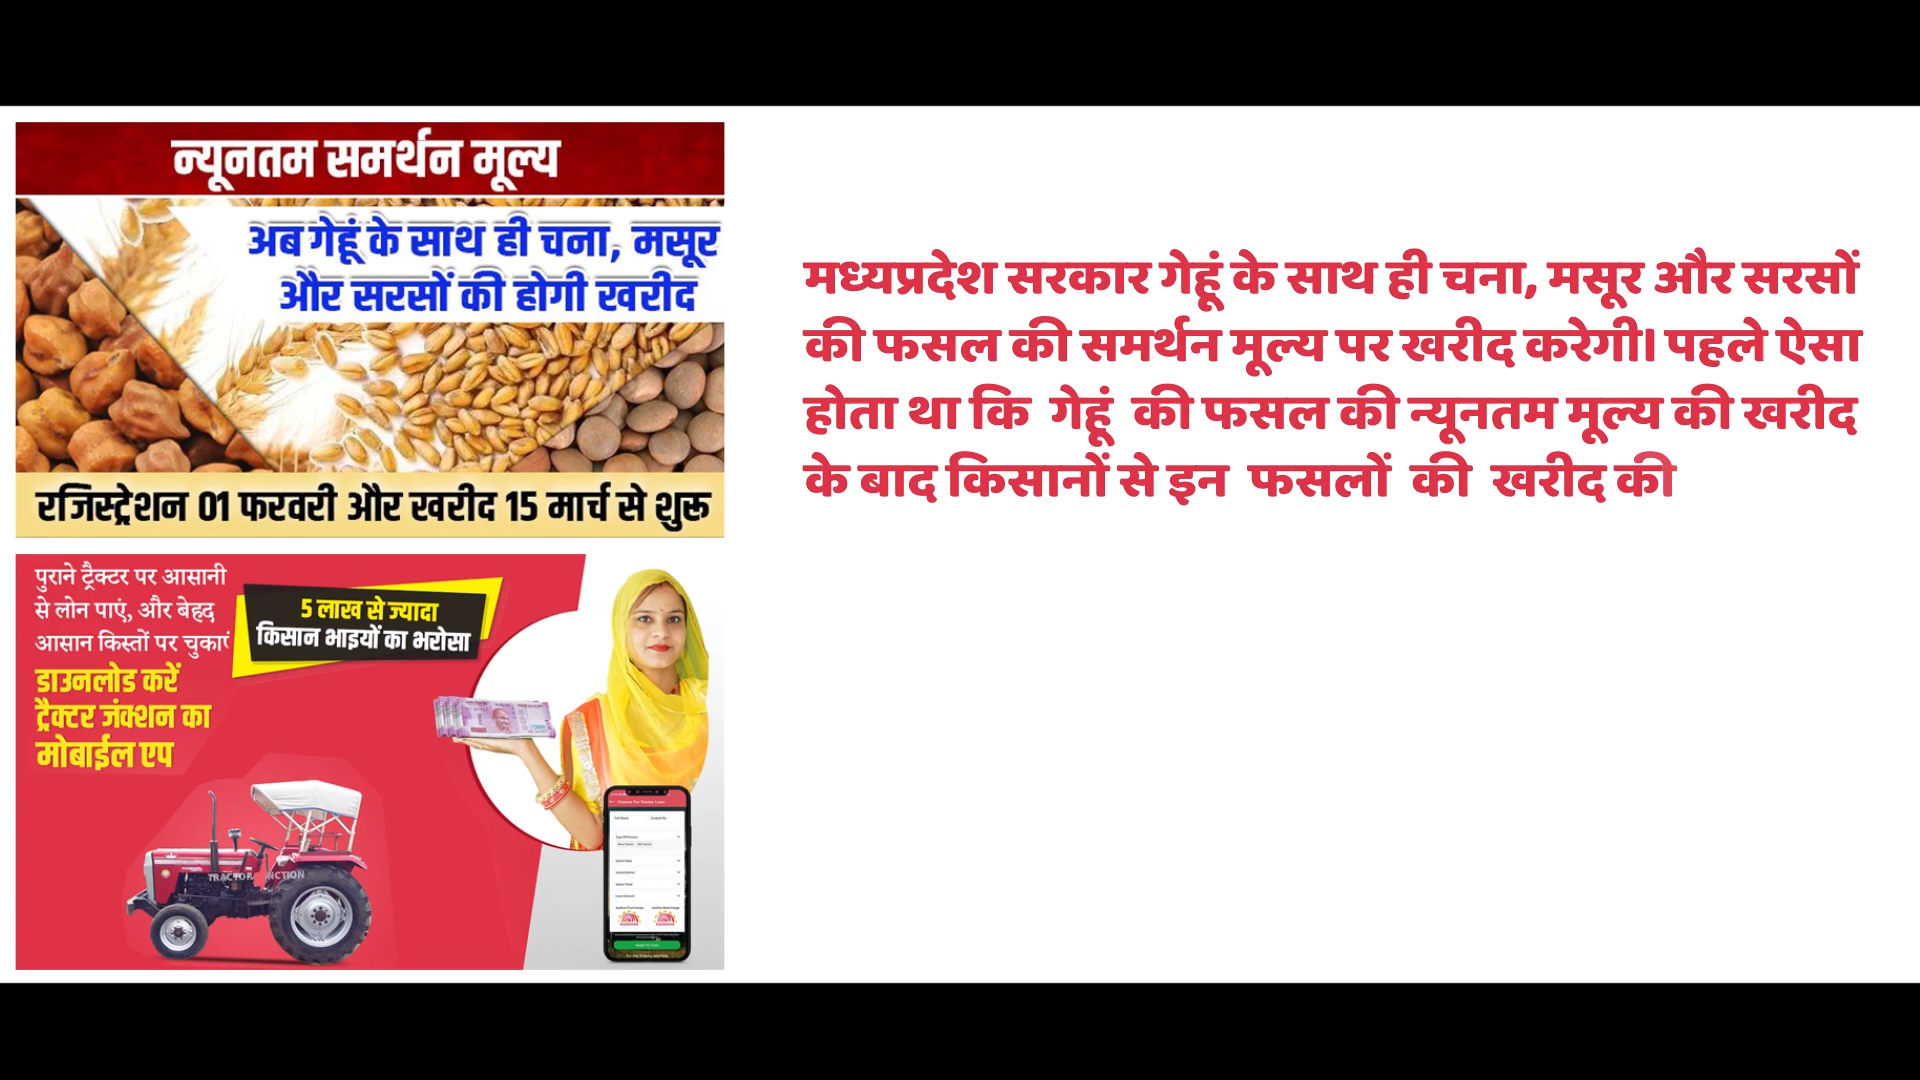 न्यूनतम समर्थन मूल्य
अब गेहूं के साथ ही चना, मसूर
और सरसों की होगी खरीद
रजिस्ट्रेशन 01 फरवरी और खरीद 15 मार्च से शुरू
मध्यप्रदेश सरकार गेहूं के साथ ही चना, मसूर और सरसों
की फसल की समर्थन मूल्य पर खरीद करेगी। पहले ऐसा
होता था कि गेहूं की फसल की न्यूनतम मूल्य की खरीद
के बाद किसानों से इन फसलों की खरीद की
पुराने ट्रैक्टर पर आसानी
से लोन पाएं, और बेहद
आसान किस्तों पर चुकाएं
डाउनलोड करें
ट्रैक्टर जंक्शन का
मोबाईल एप
5 लाख से ज्यादा
किसान भाइयों का भरोसा
TRACTOR JUNCTION